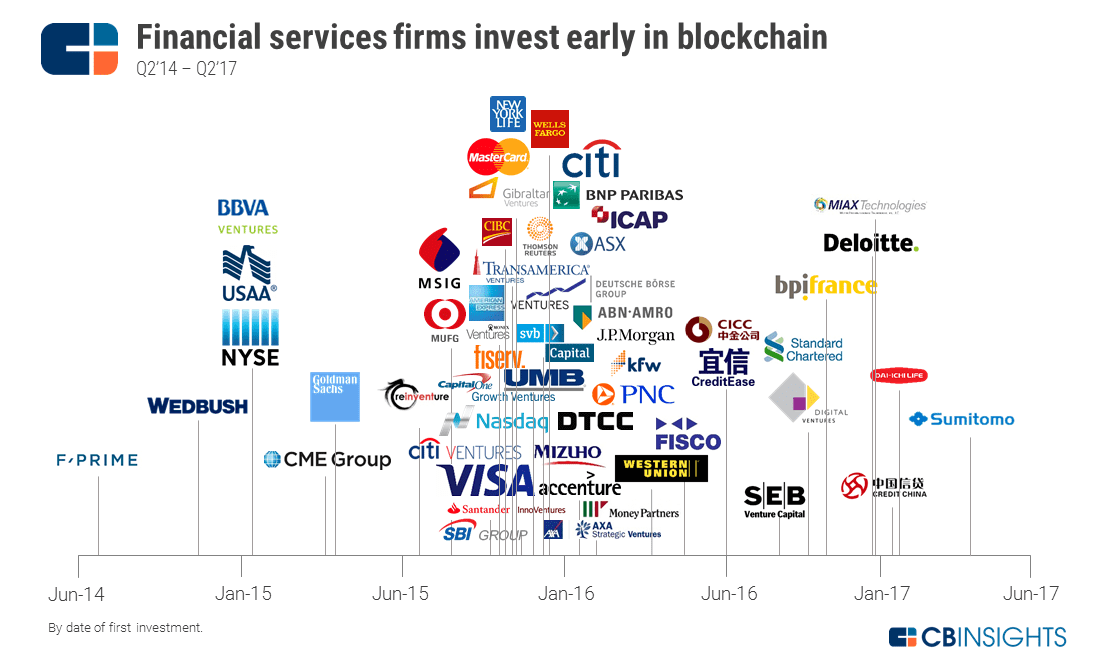 Financial services firms invest early in blockchain
Q2'14 – Q2'17
NEW
YORK
LIFE
WELLS
FARGO
MasterCard
citi
Gibraltar
Ventures
BNP PARIBAS
ICAP
BBVA
VENTURES
MIAX Technologies
CIBC
THOMSON
REUTERS
ASX
Deloitte.
USAA®
MSIG
TRANSAMERICA®
VENTURES
DEUTSCHE BÖRSE
GROUP
bpifrance
AMERICAN
EXPRESS
VENTURES
ABN·AMRO
NYSE
MUFG
MONEX
Ventures
svb
J.P.Morgan
CICC
中金公司
Standard
Chartered
fiserv.
Capital
kfw
宜信
CreditEase
DAI-ICHI LIFE
Goldman
Sachs
reinventure
CapitalOne
Growth Ventures
UMB
PNC
WEDBUSH
Nasdaq
DTCC
FISCO
DIGITAL
VENTURES
Sumitomo
F-PRIME
CME Group
citi VENTURES
MIZUHO
WESTERN
UNION
VISA
accenture
SEB
Venture Capital
中国信贷
CREDIT CHINA
Santander InnoVentures
Money Partners
SBI GROUP
AXA
AXA
Strategic Ventures
Jun-14
Jan-15
Jun-15
Jan-16
Jun-16
Jan-17
Jun-17
By date of first investment.
CBINSIGHTS